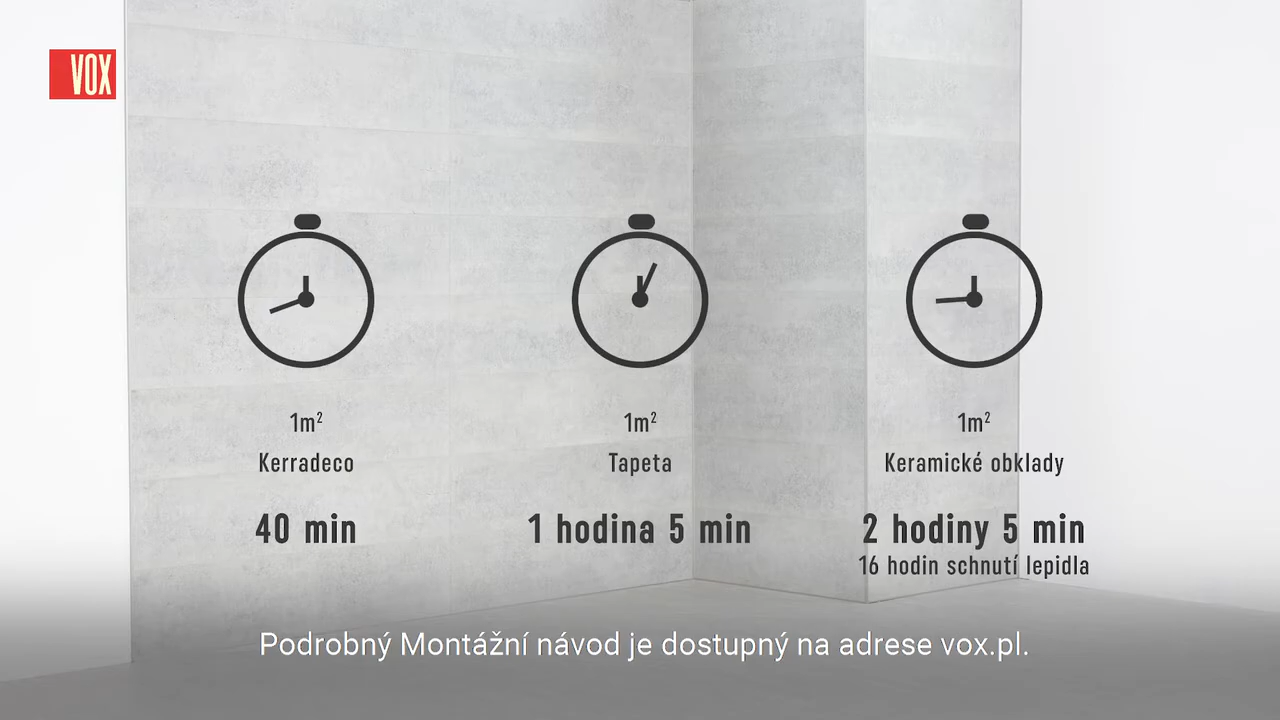 VOX
1m²
Kerradeco
40 min
1m²
Tapeta
1 hodina 5 min
1m²
Keramické obklady
2 hodiny 5 min
16 hodin schnutí lepidla
Podrobný Montážní návod je dostupný na adrese vox.pl.